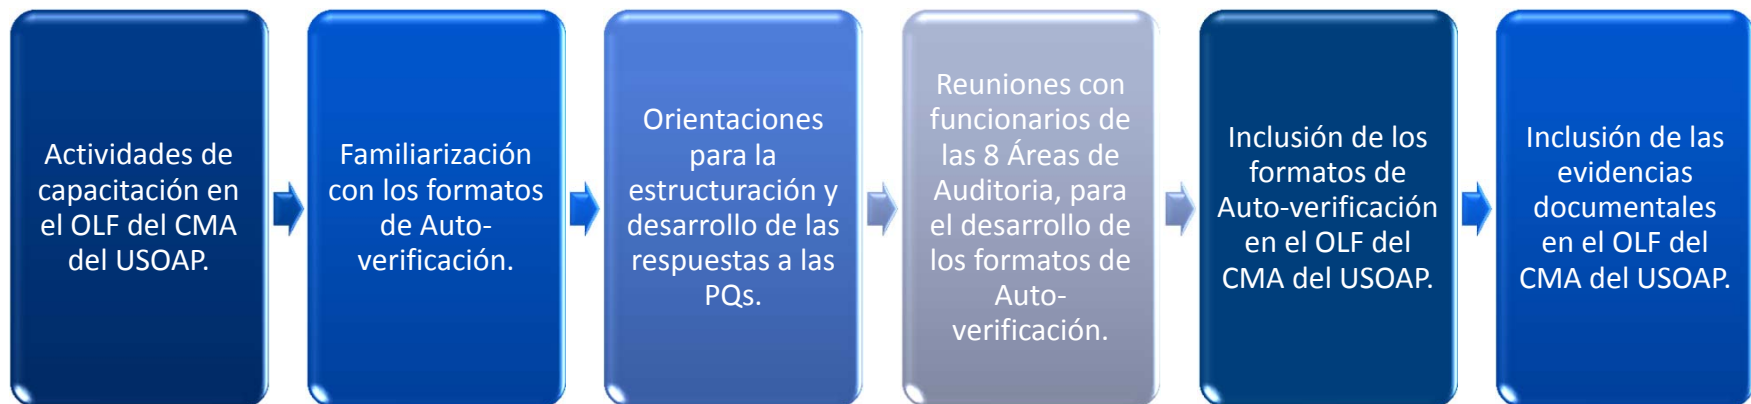 Actividades de
capacitación en
el OLF del CMA
del USOAP.
Familiarización
con los formatos
de Auto-
verificación.
Orientaciones
para la
estructuración y
desarrollo de las
respuestas a las
PQs.
Reuniones con
funcionarios de
las 8 Áreas de
Auditoria, para
el desarrollo de
los formatos de
Auto-
verificación.
Inclusión de los
formatos de
Auto-verificación
en el OLF del
CMA del USOAP.
Inclusión de las
evidencias
documentales
en el OLF del
CMA del USOAP.